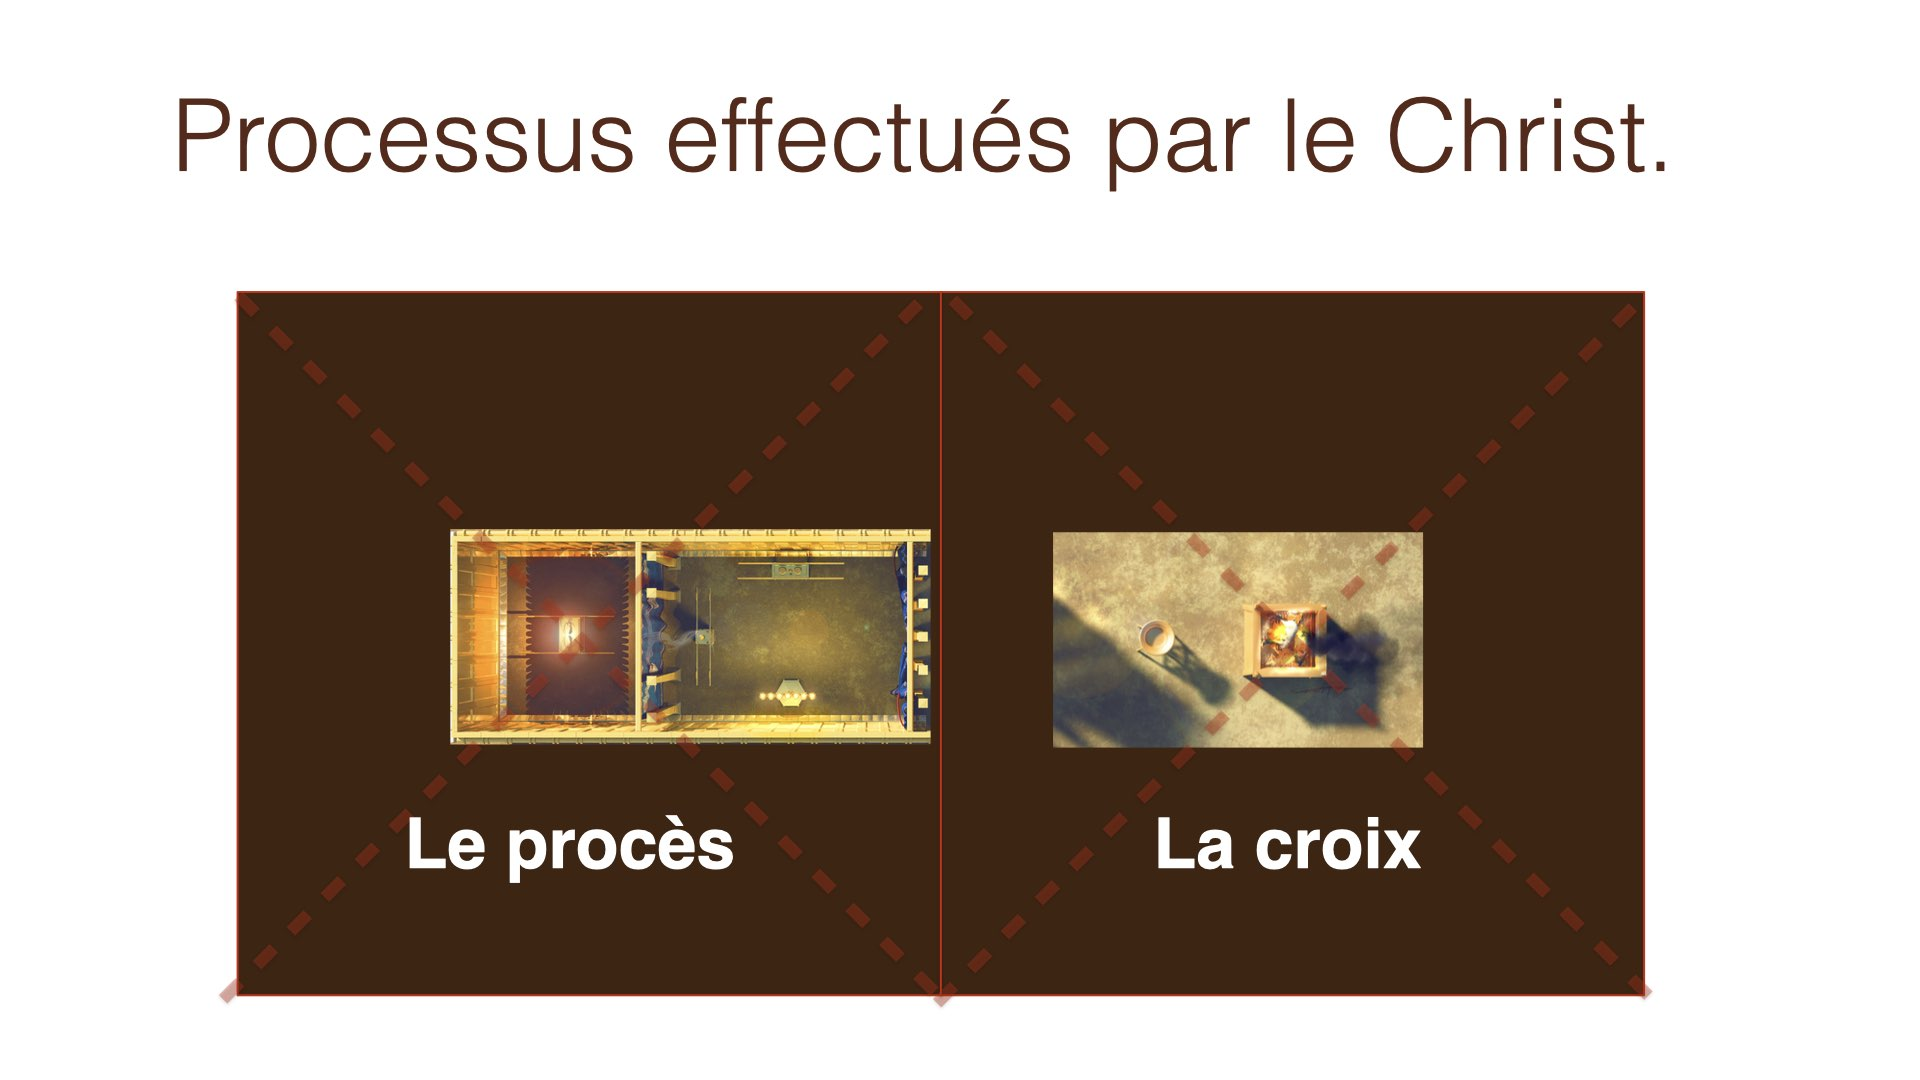 Processus effectués par le Christ.
Le procès
La croix